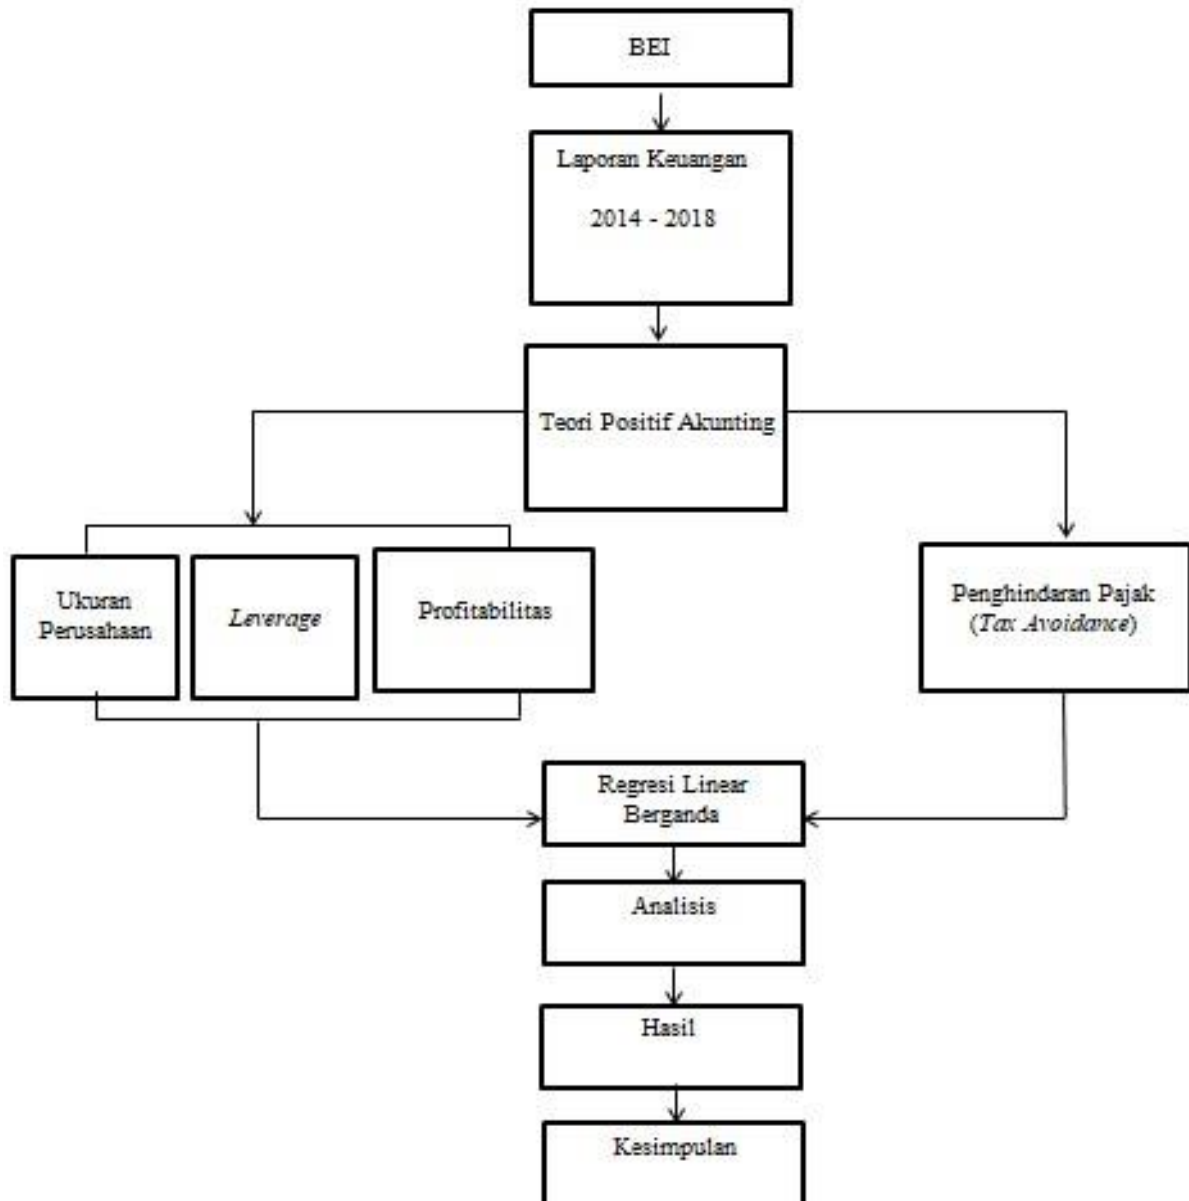 BEI
Laporan Keuangan
2014 - 2018
Teori Positif Akunting
Ukuran
Perusahaan
Leverage
Profitabilitas
Penghindaran Pajak
(Tax Avoidance)
Regresi Linear
Berganda
Analisis
Hasil
Kesimpulan